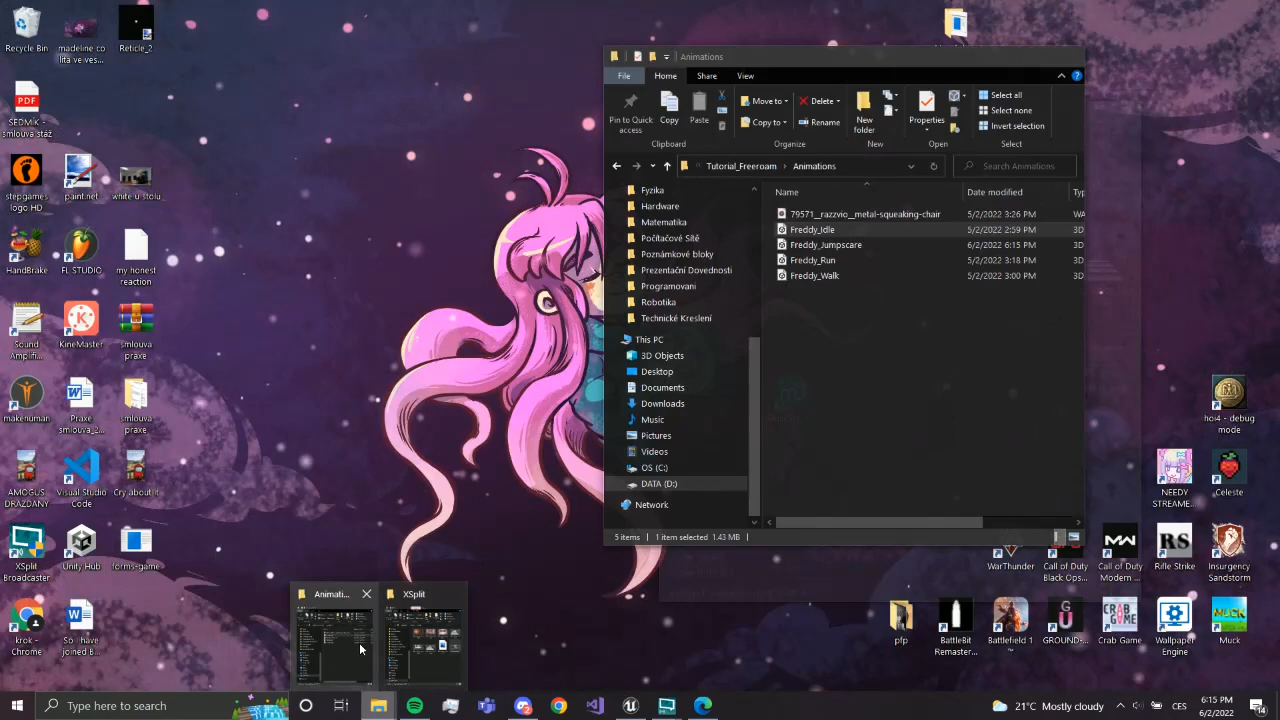 Recycle Bin
madeline co
lita ve ves...
Reticle_2
SEDMIK -
smlouva staz
stepgames
logo HD
paint.net
white u stolu
HandBrake
FL STUDIO
my honest
reaction
Sound
Amplifi...
KineMaster
smlouva
praxe
makehuman
Praxe
smlouva_2...
smlouva
praxe
AMOGUS
DRAZDANY
Visual Studio
Code
Cry about it
XSplit
Broadcaster
Unity Hub
forms-game
krok -
Chrome
So I have
joined B...
Animations
File
Home
Share
View
Pin to Quick
access
Copy
Paste
Clipboard
Move to
Copy to
Delete
Rename
Organize
New
folder
New
Properties
Open
Select all
Select none
Invert selection
Select
Tutorial_Freeroam
Animations
Search Animations
Fyzika
Hardware
Matematika
Počítačové Sítě
Poznámkové bloky
Prezentační Dovednosti
Programovani
Robotika
Technické Kreslení
This PC
3D Objects
Desktop
Documents
Downloads
Music
Pictures
Videos
OS (C:)
DATA (D:)
Network
Name
Date modified
Ty
79571__razzvio__metal-squeaking-chair
5/2/2022 3:26 PM
WA
Freddy_Idle
5/2/2022 2:59 PM
3D
Freddy_Jumpscare
6/2/2022 6:15 PM
3D
Freddy_Run
5/2/2022 3:18 PM
3D
Freddy_Walk
5/2/2022 3:00 PM
3D
5 items
1 item selected 1.43 MB
hoi4 - debug
mode
NEEDY
STREAME...
Celeste
WarThunder
Call of Duty
Black Ops...
Call of Duty
Modern ...
Rifle Strike
Insurgency
Sandstorm
pfp
BattleBit
Remaster...
Battlefield 1
~
GROUND
Crab Game
Wallpaper
Engine
Muck
Animati...
XSplit
Type here to search
21°C Mostly cloudy
CES
6:15 PM
6/2/2022
14